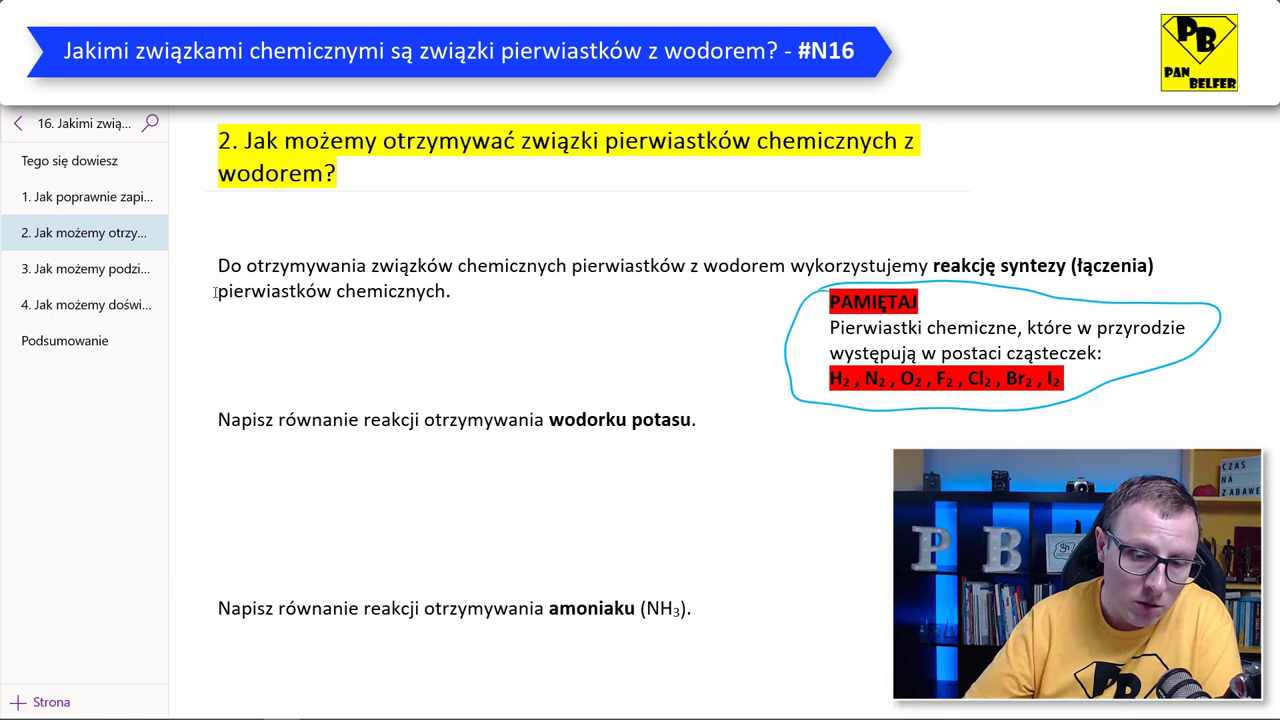 Jakimi związkami chemicznymi są związki pierwiastków z wodorem? - #N16
PB
PAN
BELFER
16. Jakimi zwią...
Tego się dowiesz
1. Jak poprawnie zapi...
2. Jak możemy otrzy...
3. Jak możemy podzi...
4. Jak możemy doświ...
Podsumowanie
Strona
2. Jak możemy otrzymywać związki pierwiastków chemicznych z
wodorem?
Do otrzymywania związków chemicznych pierwiastków z wodorem wykorzystujemy reakcję syntezy (łączenia)
pierwiastków chemicznych.
PAMIĘTAJ
Pierwiastki chemiczne, które w przyrodzie
występują w postaci cząsteczek:
H₂ , N₂ , O₂ , F₂ , Cl₂ , Br₂ , I₂
Napisz równanie reakcji otrzymywania wodorku potasu.
Napisz równanie reakcji otrzymywania amoniaku (NH₃).
CZAS
NA
ZABAWĘ
P B
PB